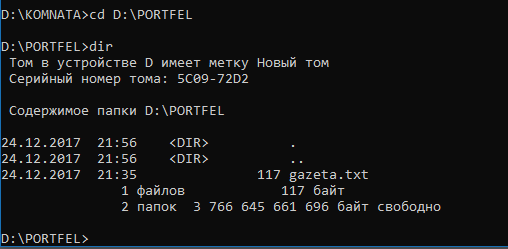 D:\KOMNATA>cd D:\PORTFEL
D:\PORTFEL>dir
Том в устройстве D имеет метку Новый том
Серийный номер тома: 5C09-72D2
Содержимое папки D:\PORTFEL
24.12.2017  21:56    <DIR>          .
24.12.2017  21:56    <DIR>          ..
24.12.2017  21:35               117 gazeta.txt
1 файлов            117 байт
2 папок  3 766 645 661 696 байт свободно
D:\PORTFEL>